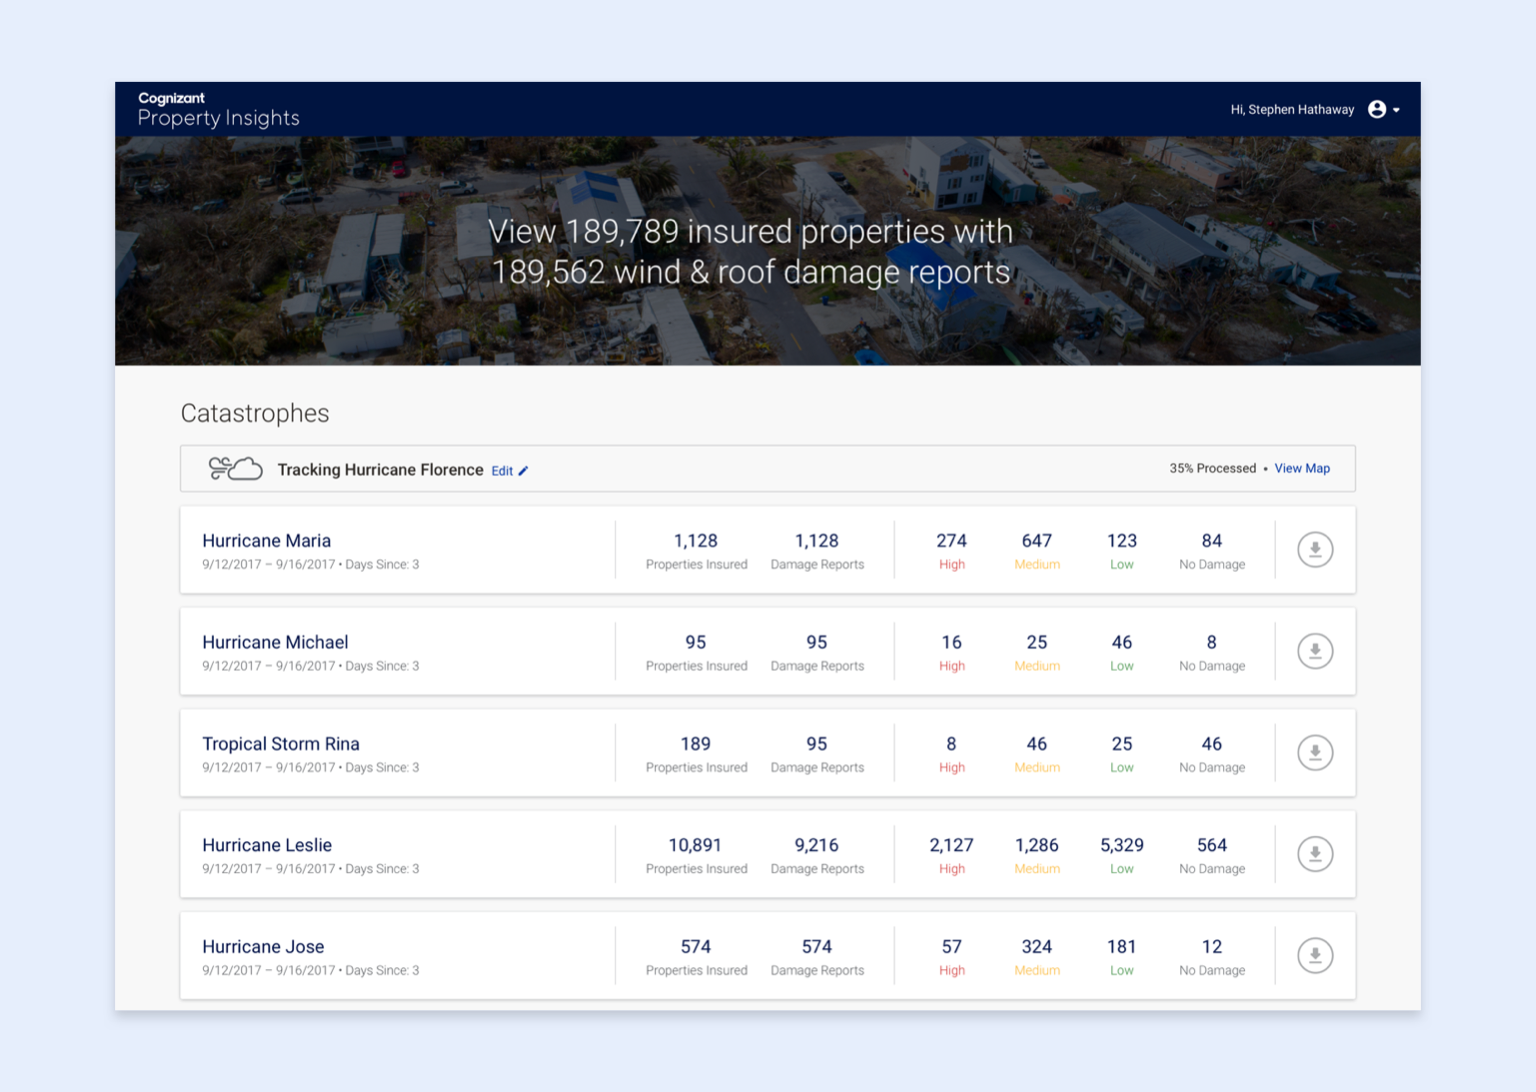 Cognizant
Property Insights
Hi, Stephen Hathaway
View 189,789 insured properties with
189,562 wind & roof damage reports
Catastrophes
Tracking Hurricane Florence Edit
35% Processed • View Map
Hurricane Maria
9/12/2017 – 9/16/2017 • Days Since: 3
1,128 1,128 274 647 123 84
Properties Insured Damage Reports High Medium Low No Damage
Hurricane Michael
9/12/2017 – 9/16/2017 • Days Since: 3
95 95 16 25 46 8
Properties Insured Damage Reports High Medium Low No Damage
Tropical Storm Rina
9/12/2017 – 9/16/2017 • Days Since: 3
189 95 8 46 25 46
Properties Insured Damage Reports High Medium Low No Damage
Hurricane Leslie
9/12/2017 – 9/16/2017 • Days Since: 3
10,891 9,216 2,127 1,286 5,329 564
Properties Insured Damage Reports High Medium Low No Damage
Hurricane Jose
9/12/2017 – 9/16/2017 • Days Since: 3
574 574 57 324 181 12
Properties Insured Damage Reports High Medium Low No Damage